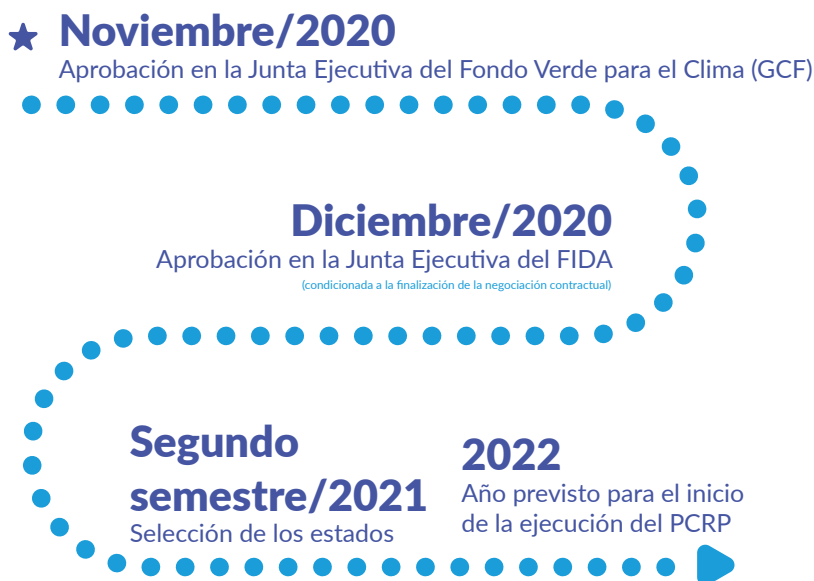 Noviembre/2020
Aprobación en la Junta Ejecutiva del Fondo Verde para el Clima (GCF)
Diciembre/2020
Aprobación en la Junta Ejecutiva del FIDA
(condicionada a la finalización de la negociación contractual)
Segundo
semestre/2021
Selección de los estados
2022
Año previsto para el inicio
de la ejecución del PCRP